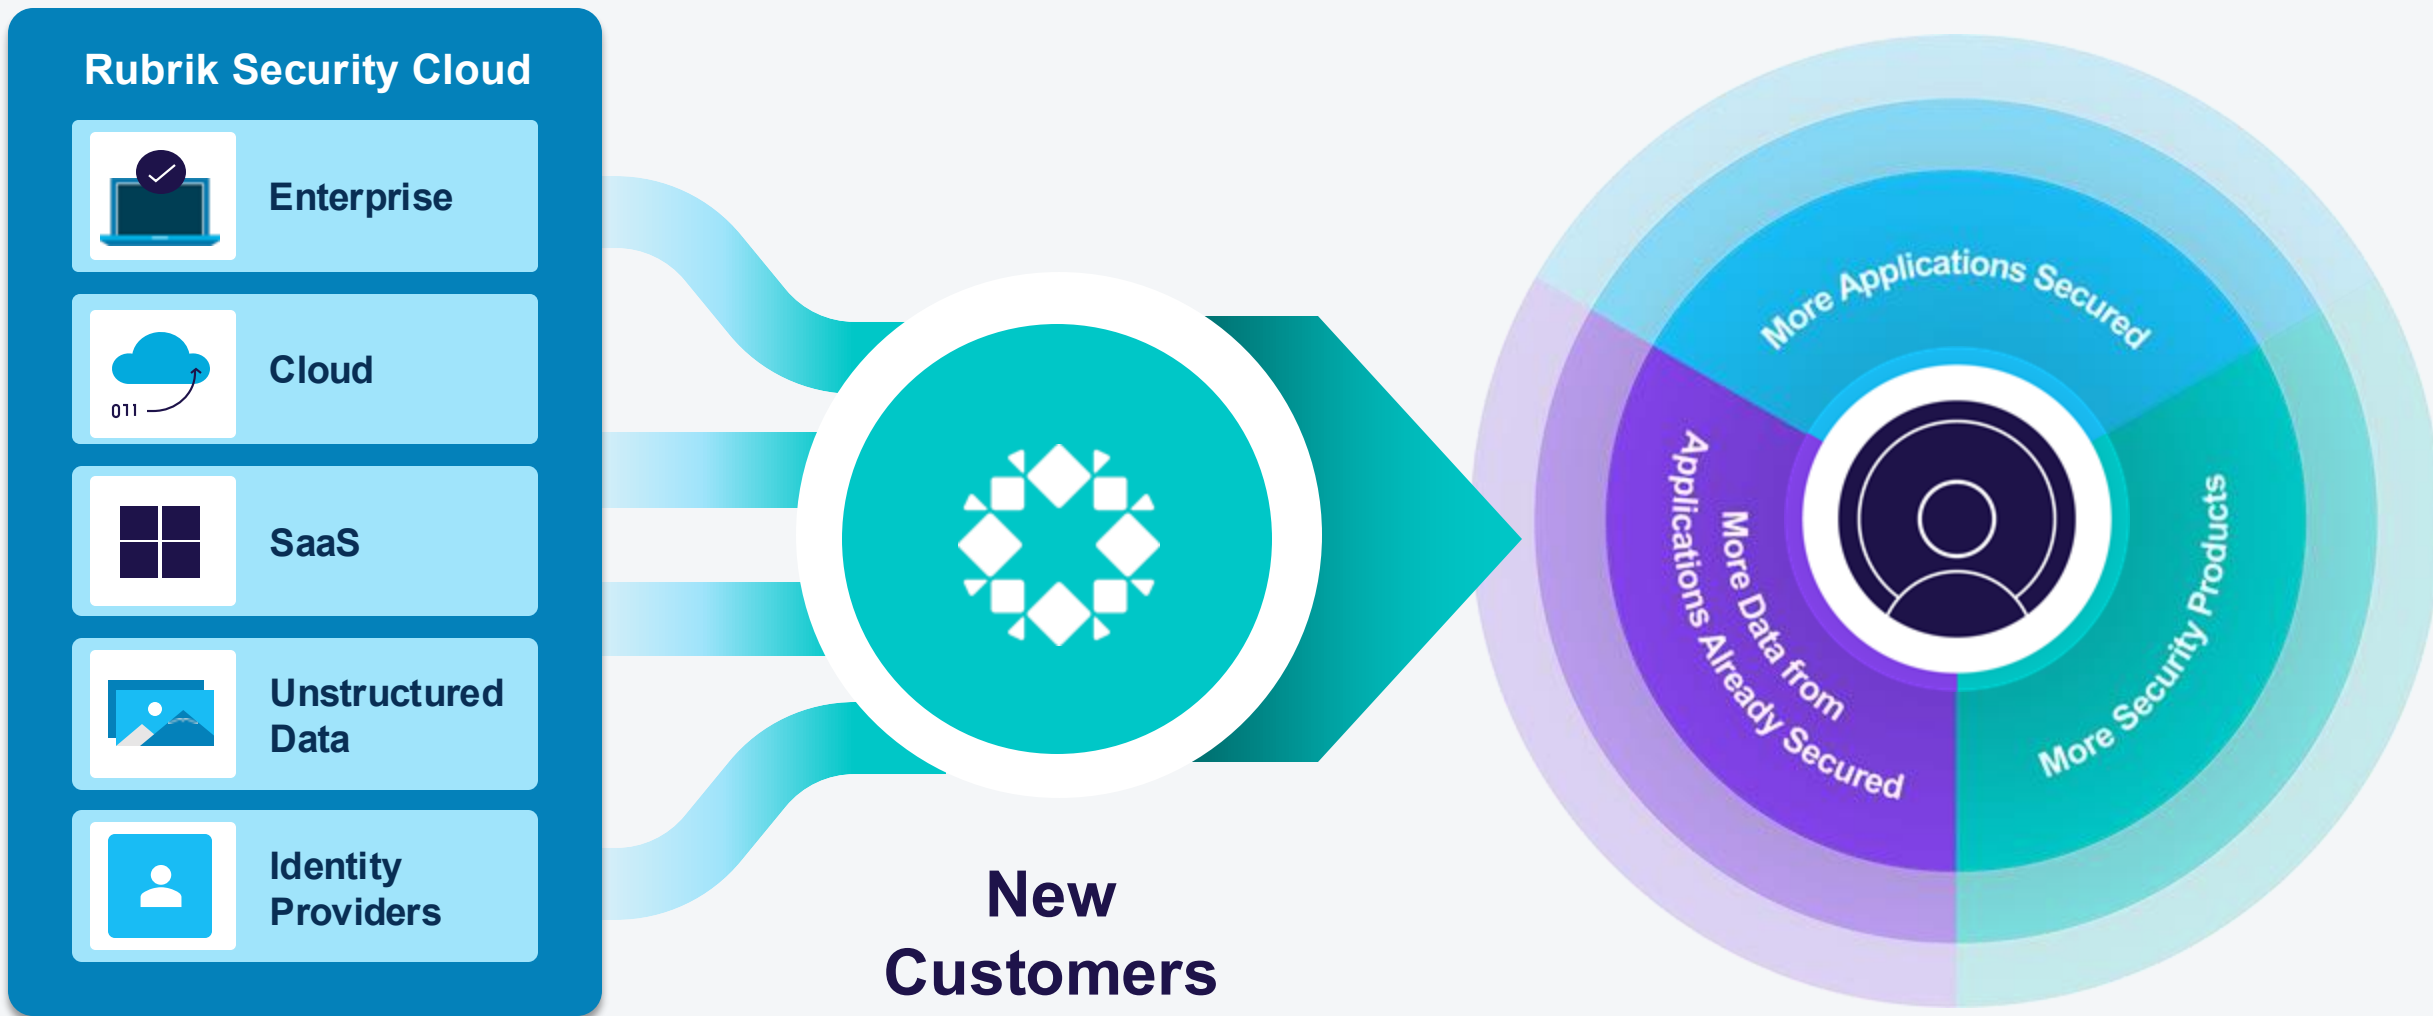 Rubrik Security Cloud
Enterprise
Cloud
011
SaaS
Unstructured
Data
Identity
Providers
New
Customers
More Applications Secured
More Data from
Applications Already Secured
More Security Products